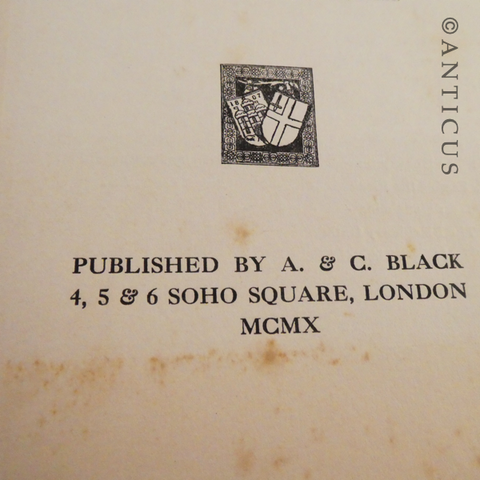 PUBLISHED BY A. & C. BLACK
4, 5 & 6 SOHO SQUARE, LONDON
MCMX
©ANTICUS